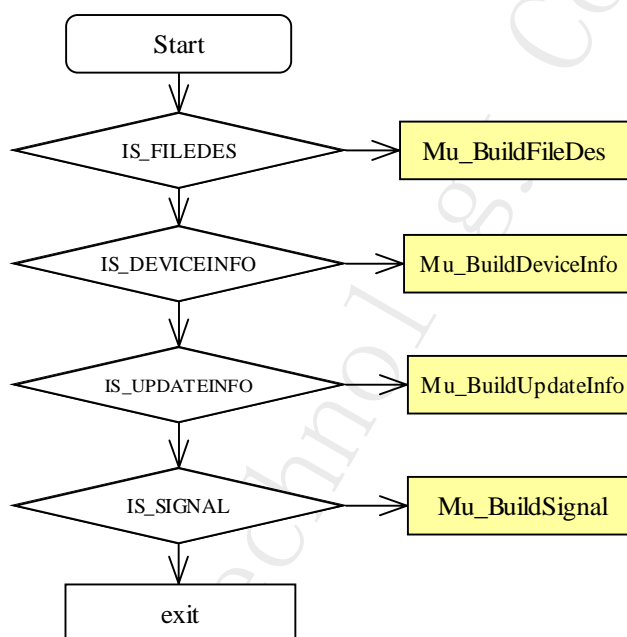 Start
IS_FILEDES
Mu_BuildFileDes
IS_DEVICEINFO
Mu_BuildDeviceInfo
IS_UPDATEINFO
Mu_BuildUpdateInfo
IS_SIGNAL
Mu_BuildSignal
exit